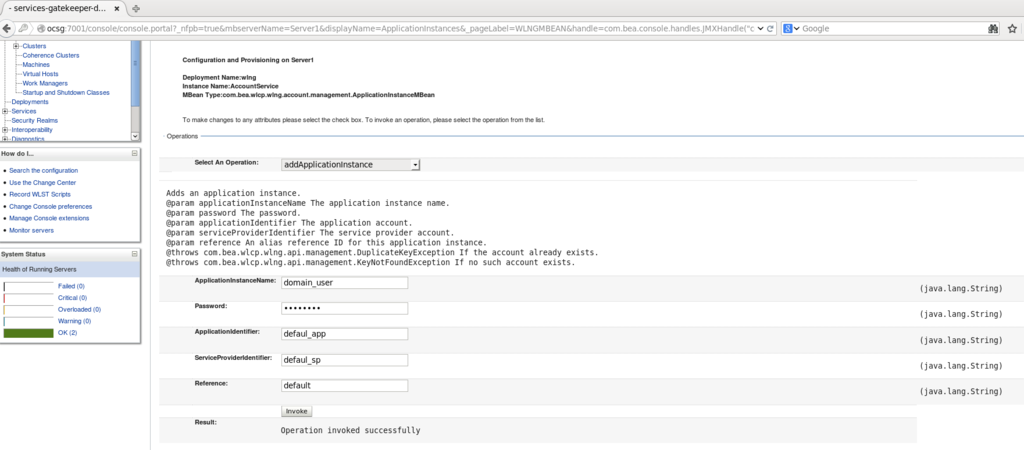 - services-gatekeeper-d...
ocsg:7001/console/console.portal?_nfpb=true&mbserverName=Server1&displayName=ApplicationInstances&_pageLabel=WLNGMBEAN&handle=com.bea.console.handles.JMXHandle("c
Google
Clusters
Coherence Clusters
Machines
Virtual Hosts
Work Managers
Startup and Shutdown Classes
Deployments
Services
Security Realms
Interoperability
Diagnostics
How do I...
Search the configuration
Use the Change Center
Record WLST Scripts
Change Console preferences
Manage Console extensions
Monitor servers
System Status
Health of Running Servers
Failed (0)
Critical (0)
Overloaded (0)
Warning (0)
OK (2)
Configuration and Provisioning on Server1
Deployment Name:wlng
Instance Name:AccountService
MBean Type:com.bea.wlcp.wlng.account.management.ApplicationInstanceMBean
To make changes to any attributes please select the check box. To invoke an operation, please select the operation from the list.
Operations
Select An Operation: addApplicationInstance
Adds an application instance.
@param applicationInstanceName The application instance name.
@param password The password.
@param applicationIdentifier The application account.
@param serviceProviderIdentifier The service provider account.
@param reference An alias reference ID for this application instance.
@throws com.bea.wlcp.wlng.api.management.DuplicateKeyException If the account already exists.
@throws com.bea.wlcp.wlng.api.management.KeyNotFoundException If no such account exists.
ApplicationInstanceName: domain_user (java.lang.String)
Password: •••••••• (java.lang.String)
ApplicationIdentifier: defaul_app (java.lang.String)
ServiceProviderIdentifier: defaul_sp (java.lang.String)
Reference: default (java.lang.String)
Invoke
Result: Operation invoked successfully